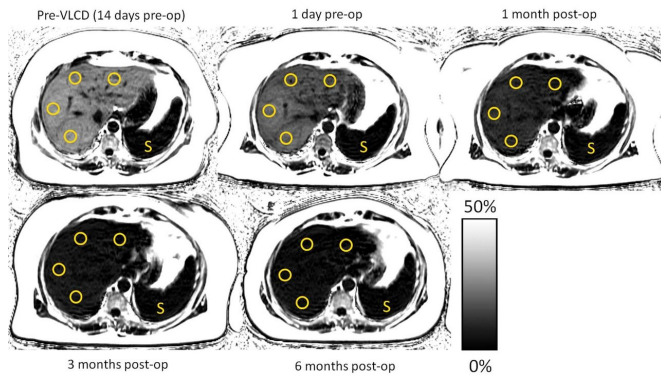 Pre-VLCD (14 days pre-op)
1 day pre-op
1 month post-op
S
S
S
S
S
50%
0%
3 months post-op
6 months post-op